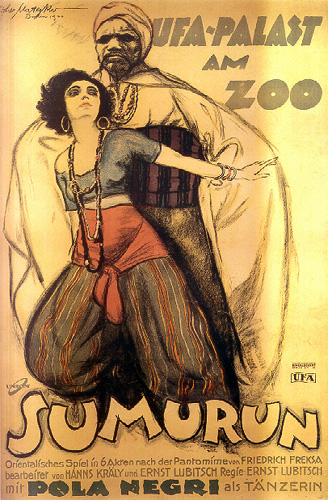 UFA-PALAST
AM
ZOO
UFA
SUMURUN
Orientalisches Spiel in 6 Akten nach der Pantomime von FRIEDRICH FREKSA
bearbeitet von HANNS KRÄLY und ERNST LUBITSCH Regie ERNST LUBITSCH
mit POLA NEGRI als TÄNZERIN